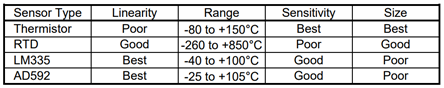 Sensor Type Linearity Range Sensitivity Size
Thermistor Poor -80 to +150°C Best Best
RTD Good -260 to +850°C Poor Good
LM335 Best -40 to +100°C Good Poor
AD592 Best -25 to +105°C Good Poor